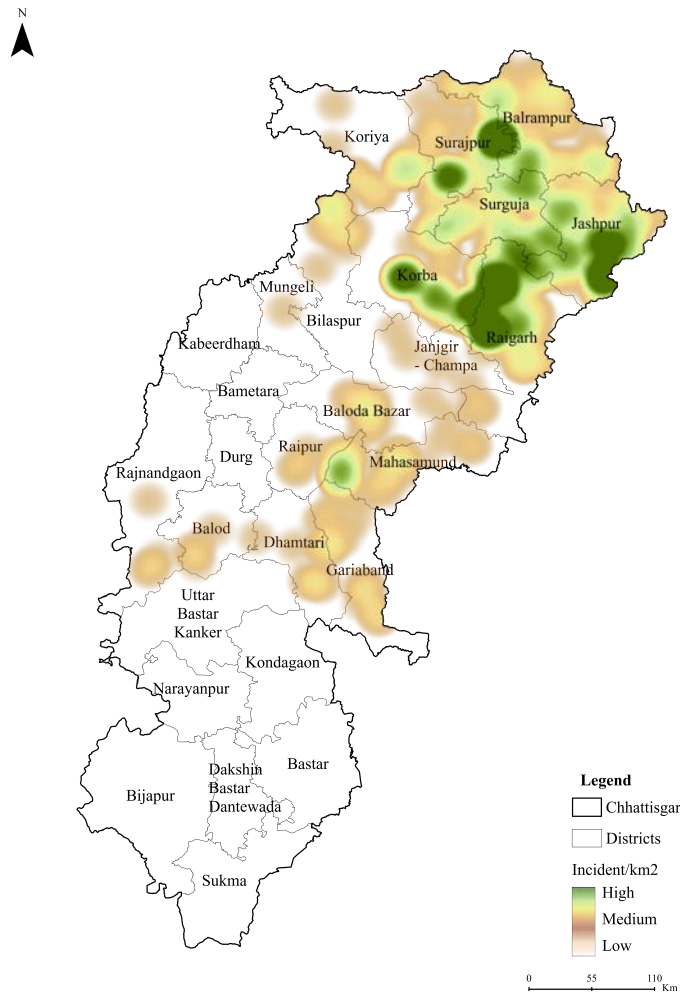 N
Balrampur
Koriya
Surajpur
Surguja
Jashpur
Korba
Mungeli
Bilaspur
Raigarh
Kabeerdham
Janjgir
- Champa
Bametara
Baloda Bazar
Raipur
Durg
Mahasamund
Rajnandgaon
Balod
Dhamtari
Gariaband
Uttar
Bastar
Kanker
Kondagaon
Narayanpur
Bastar
Dakshin
Bastar
Dantewada
Bijapur
Sukma
Legend
Chhattisgar
Districts
Incident/km2
High
Medium
Low
0 55 110
Km